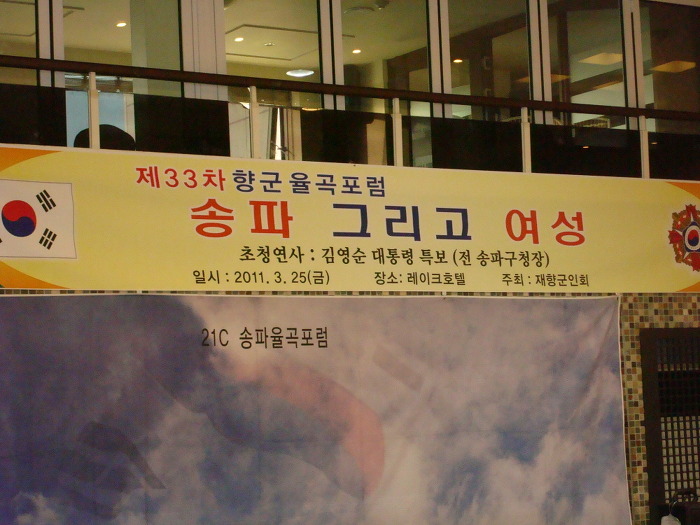 제33차 향군율곡포럼
송파 그리고 여성
초청연사 : 김영순 대통령 특보 (전 송파구청장)
일시 : 2011. 3. 25(금) 장소: 레이크호텔 주최 : 재향군인회
21C 송파율곡포럼